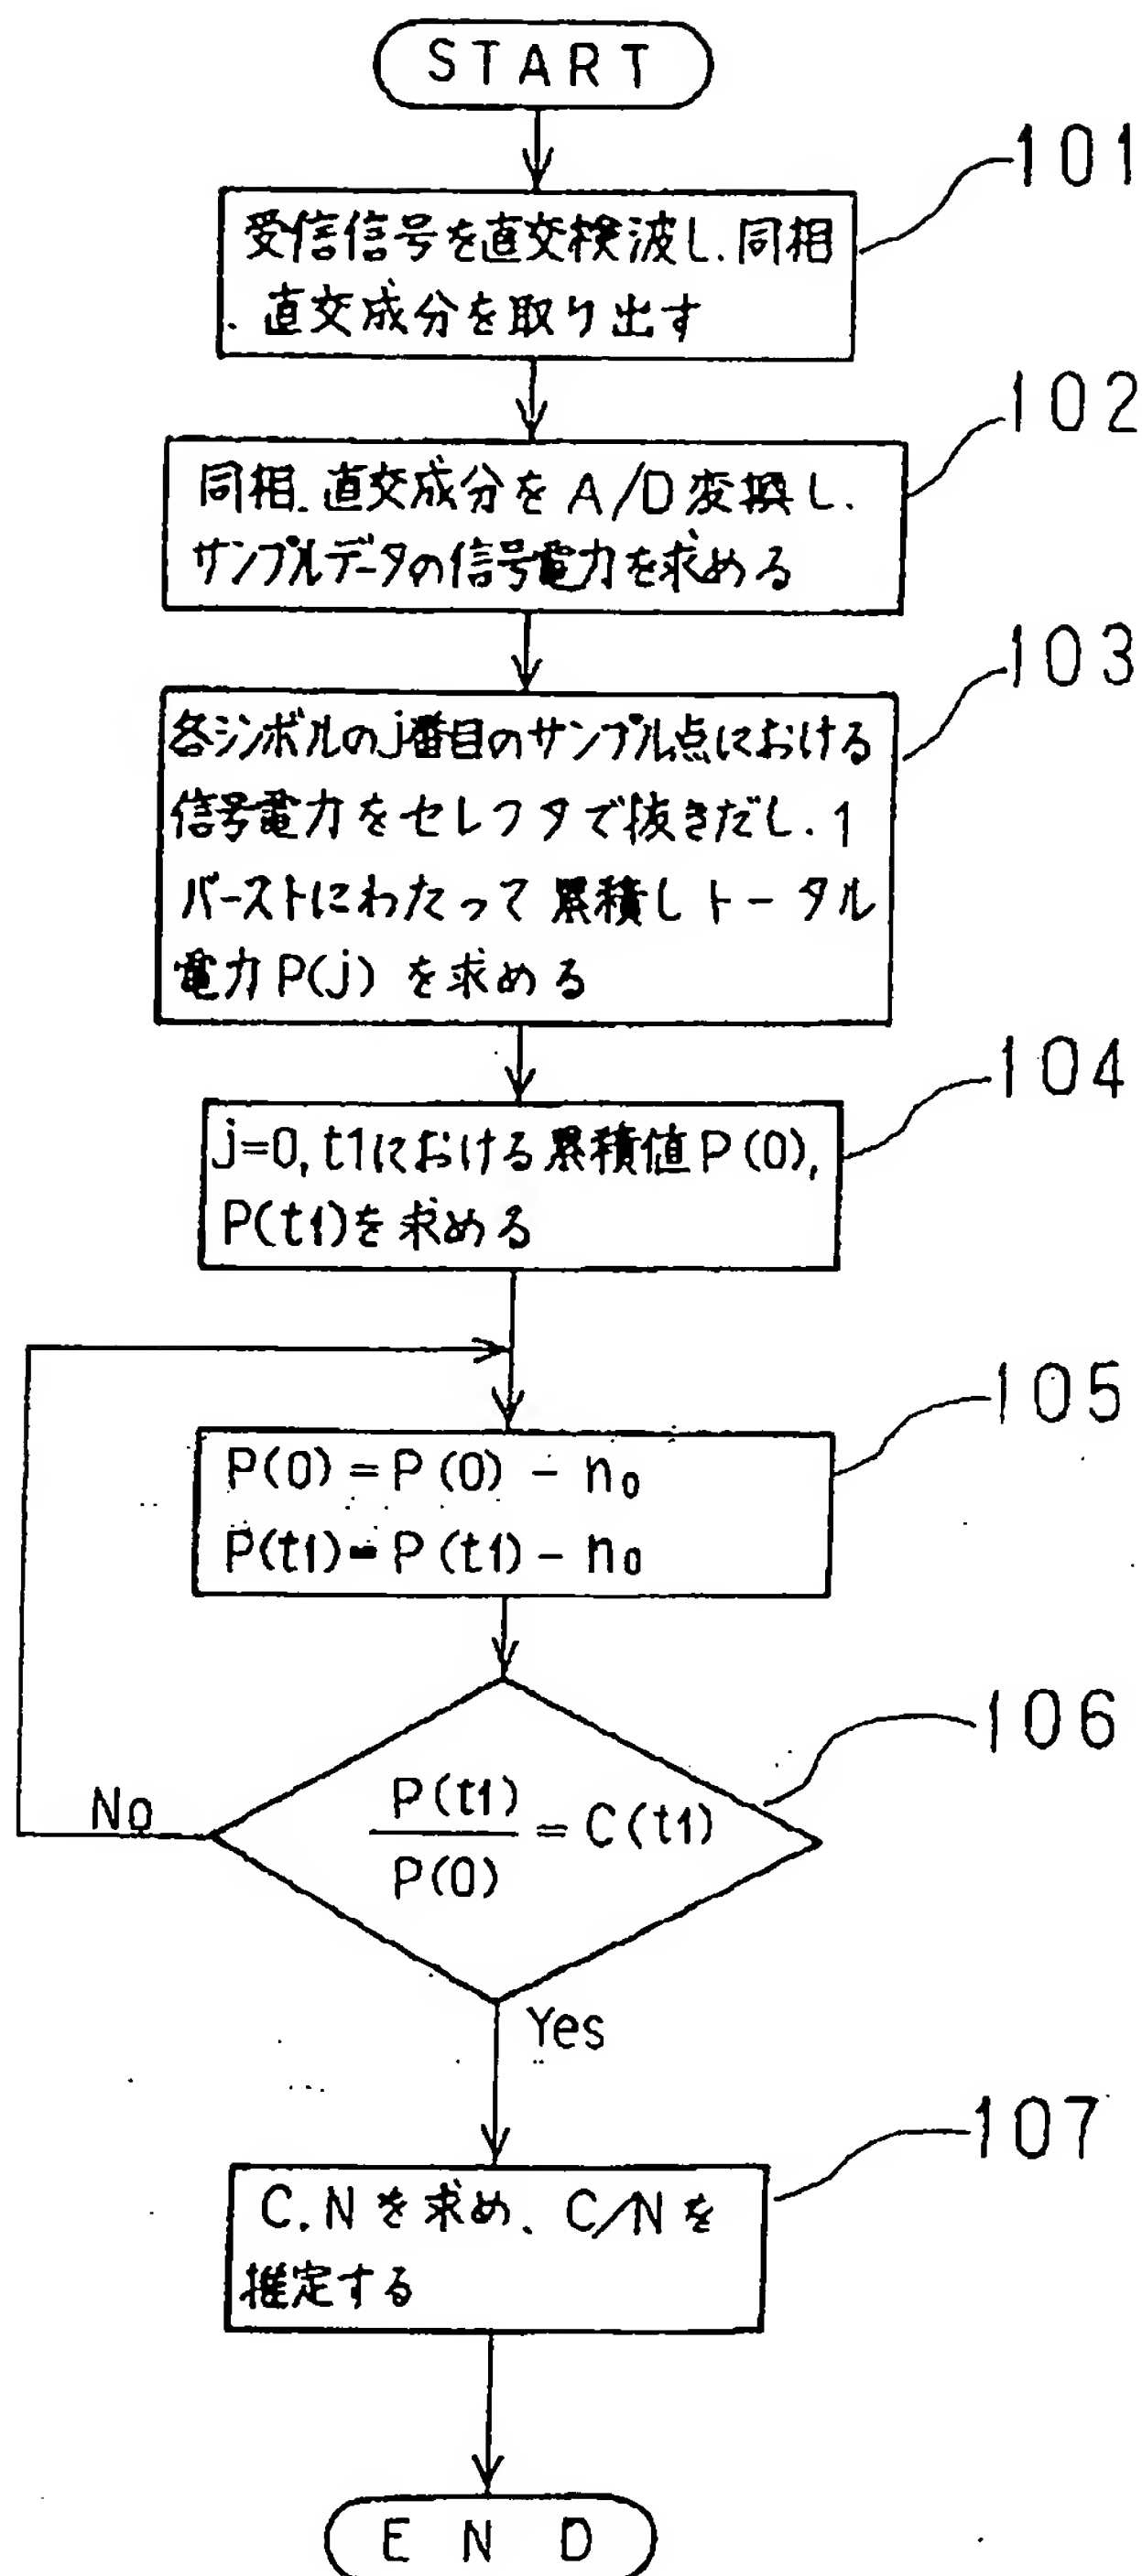 START
101
受信信号を直交検波し、同相
、直交成分を取り出す
102
同相、直交成分をA/D変換し、
サンプルデータの信号電力を求める
103
各シンボルのj番目のサンプル点における
信号電力をセレクタで抜きだし、1
バーストにわたって累積しトータル
電力P(j)を求める
104
j=0,t1における累積値P(0),
P(t1)を求める
105
P(0)=P(0)-n0
P(t1)=P(t1)-n0
106
P(t1)
P(0)
=C(t1)
No
Yes
107
C,Nを求め、C/Nを
推定する
END